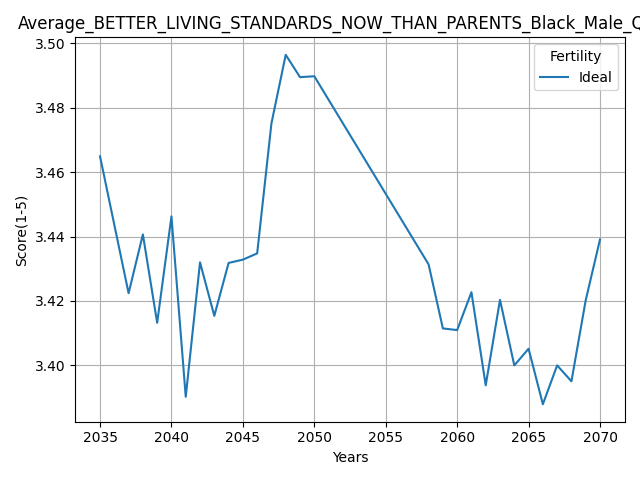 Average_BETTER_LIVING_STANDARDS_NOW_THAN_PARENTS_Black_Male_Q
3.50
3.48
3.46
3.44
3.42
3.40
Score(1-5)
Fertility
Ideal
2035 2040 2045 2050 2055 2060 2065 2070
Years